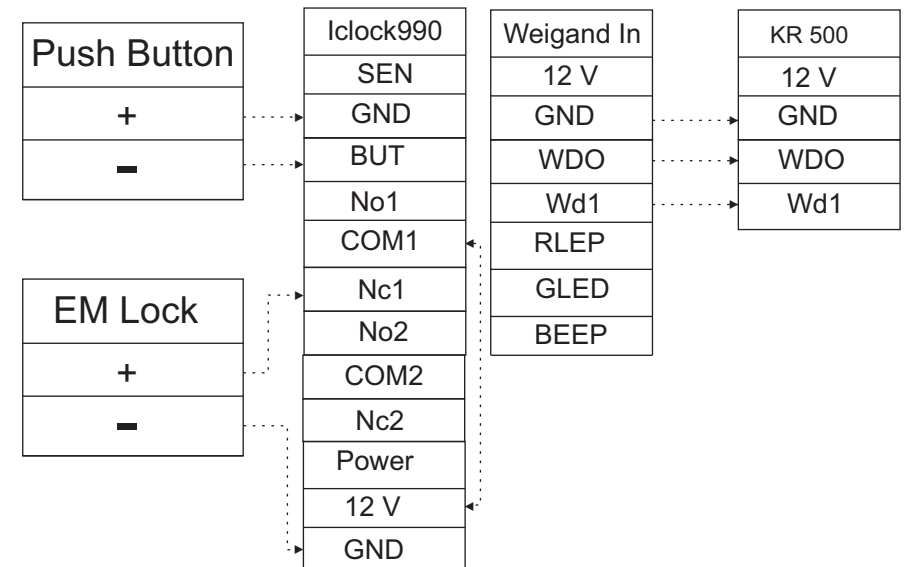 Push Button
+
-
EM Lock
+
-
Iclock990
SEN
GND
BUT
No1
COM1
Nc1
No2
COM2
Nc2
Power
12 V
GND
Weigand In
12 V
GND
WDO
Wd1
RLEP
GLED
BEEP
KR 500
12 V
GND
WDO
Wd1